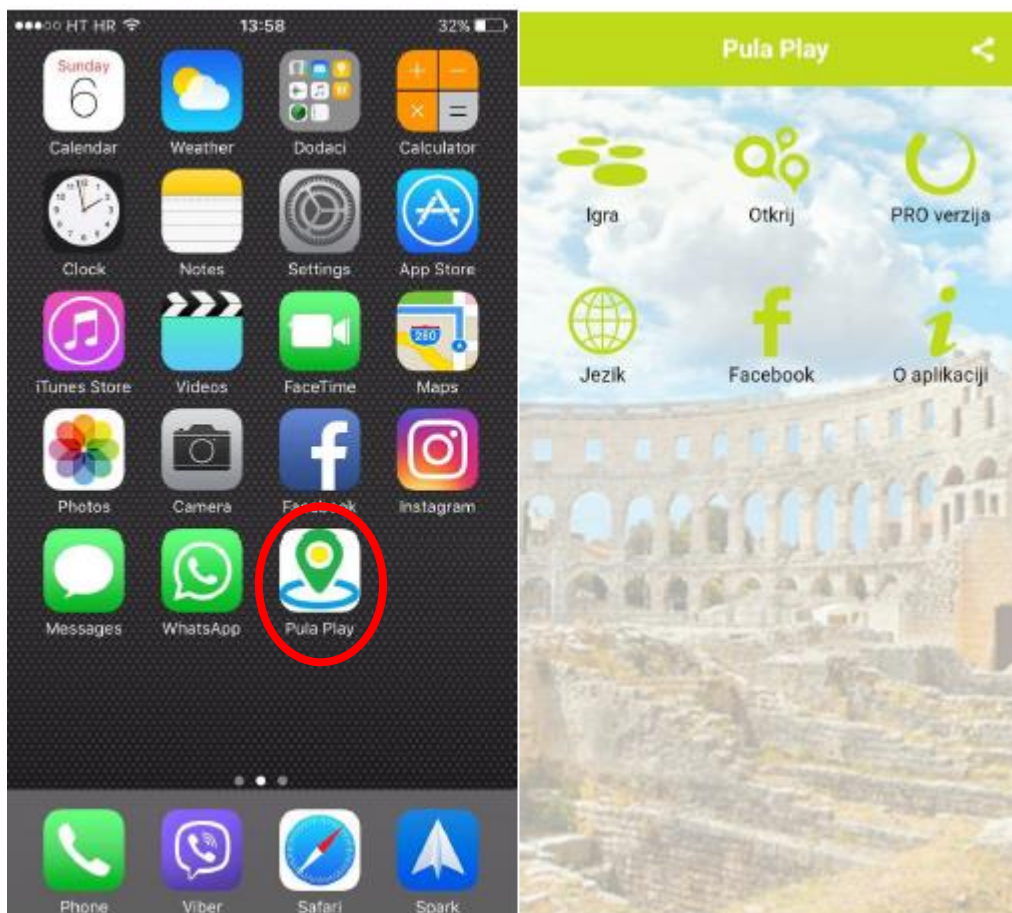 HT HR 13:58 32%
Sunday
6
Calendar Weather Dodaci Calculator
Clock Notes Settings App Store
280
iTunes Store Videos FaceTime Maps
Photos Camera Facebook Instagram
Messages WhatsApp Pula Play
Phone Viber Safari Spark
Pula Play
Igra Otkrij PRO verzija
Jezik Facebook O aplikaciji